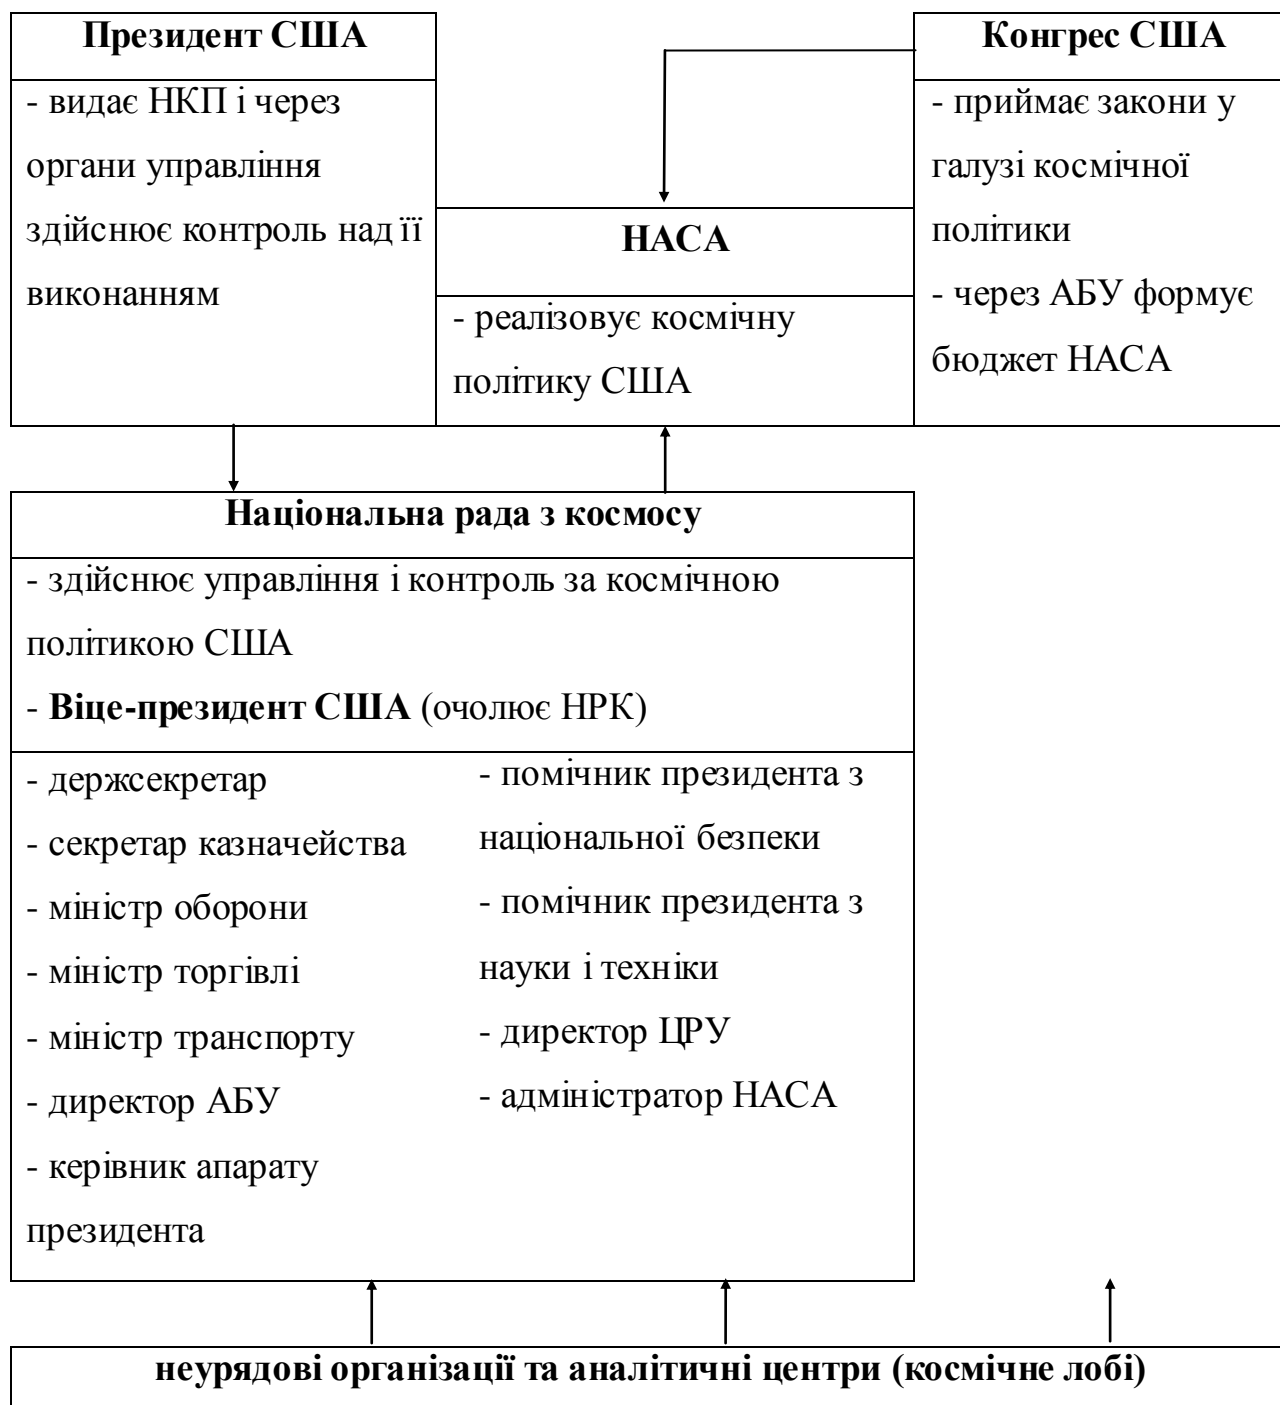 Президент США
- видає НКП і через
органи управління
здійснює контроль над її
виконанням
НАСА
- реалізовує космічну
політику США
Конгрес США
- приймає закони у
галузі космічної
політики
- через АБУ формує
бюджет НАСА
Національна рада з космосу
- здійснює управління і контроль за космічною
політикою США
- Віце-президент США (очолює НРК)
- держсекретар
- секретар казначейства
- міністр оборони
- міністр торгівлі
- міністр транспорту
- директор АБУ
- керівник апарату
президента
- помічник президента з
національної безпеки
- помічник президента з
науки і техніки
- директор ЦРУ
- адміністратор НАСА
неурядові організації та аналітичні центри (космічне лобі)